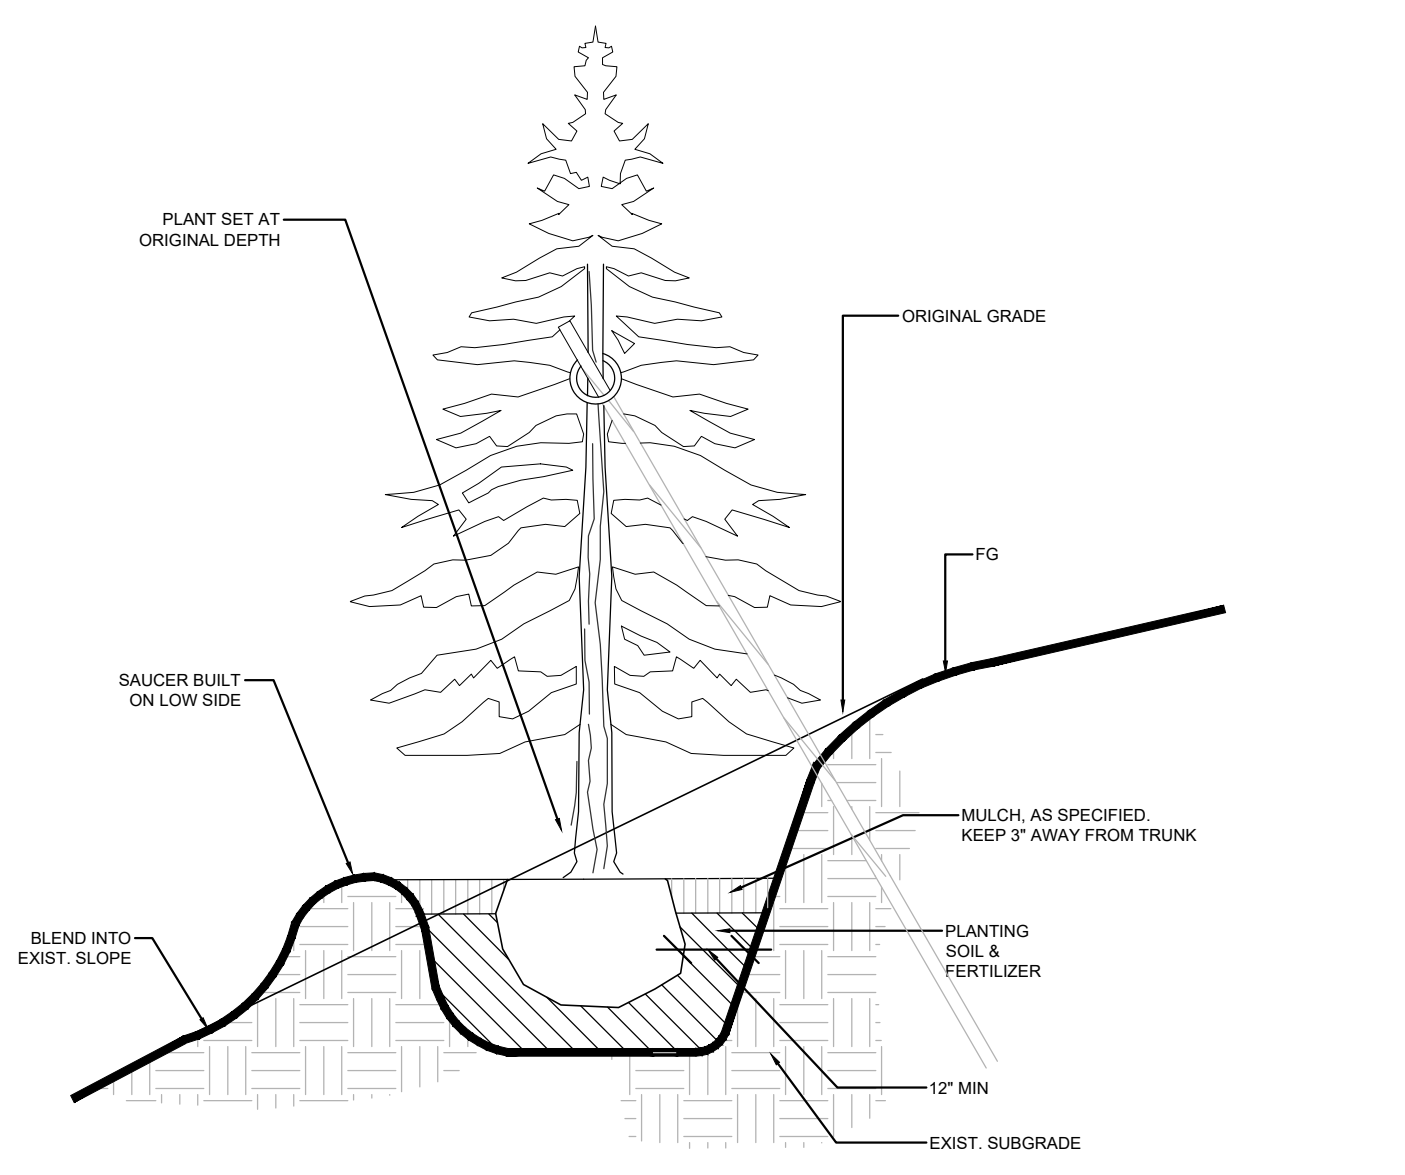 PLANT SET AT
ORIGINAL DEPTH
ORIGINAL GRADE
FG
SAUCER BUILT
ON LOW SIDE
MULCH, AS SPECIFIED.
KEEP 3" AWAY FROM TRUNK
BLEND INTO
EXIST. SLOPE
PLANTING
SOIL &
FERTILIZER
12" MIN
EXIST. SUBGRADE